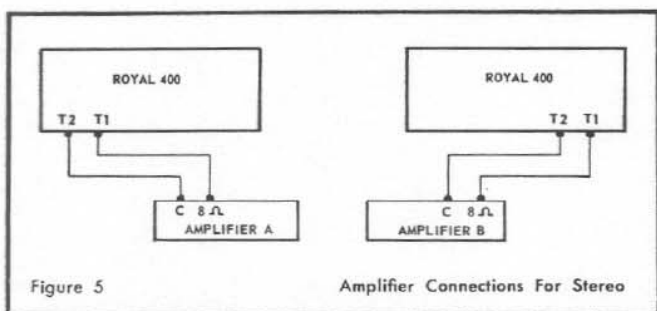 ROYAL 400
ROYAL 400
T2 T1
T2 T1
C 8 Ω
AMPLIFIER A
C 8 Ω
AMPLIFIER B
Figure 5
Amplifier Connections For Stereo